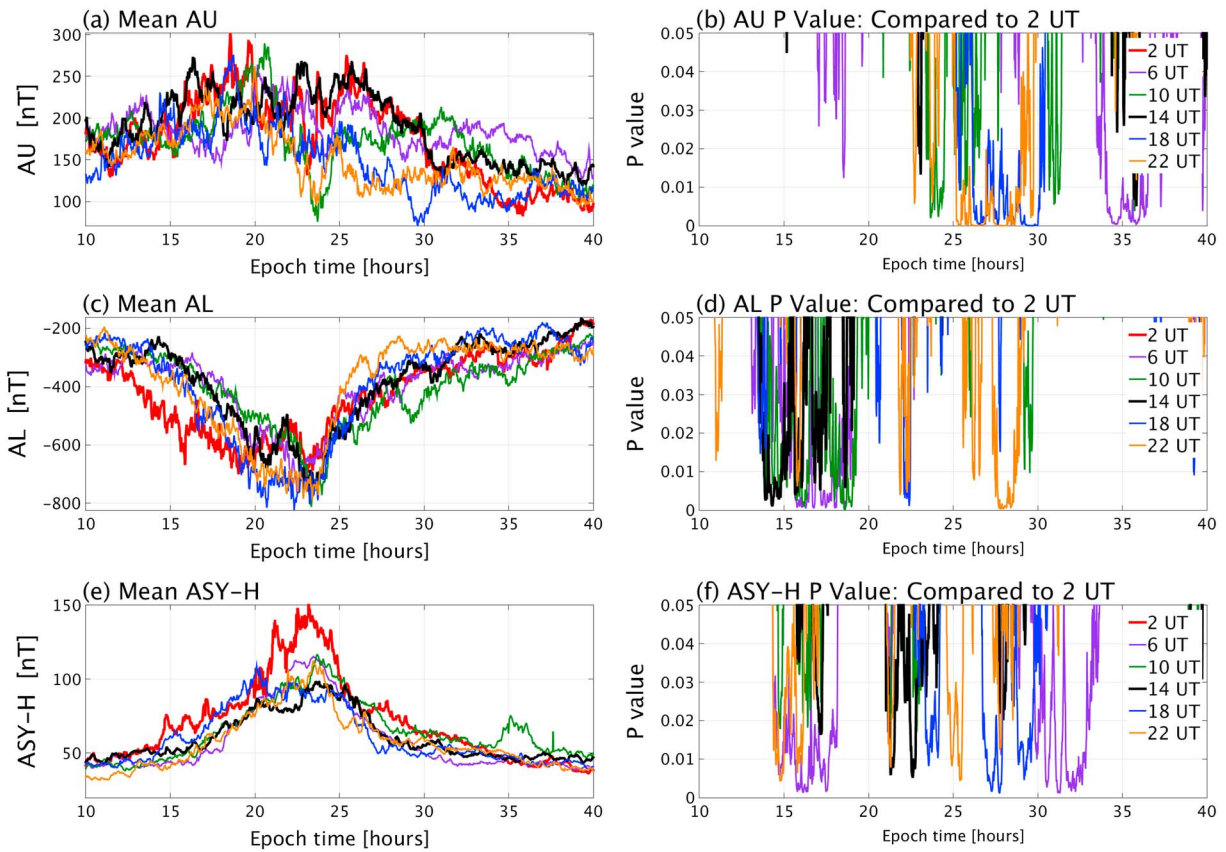 (a) Mean AU
300
250
200
150
100
AU [nT]
10 15 20 25 30 35 40
Epoch time [hours]
(b) AU P Value: Compared to 2 UT
0.05
0.04
0.03
0.02
0.01
0
P value
2 UT
6 UT
10 UT
14 UT
18 UT
22 UT
10 15 20 25 30 35 40
Epoch time [hours]
(c) Mean AL
-200
-400
-600
-800
AL [nT]
10 15 20 25 30 35 40
Epoch time [hours]
(d) AL P Value: Compared to 2 UT
0.05
0.04
0.03
0.02
0.01
0
P value
2 UT
6 UT
10 UT
14 UT
18 UT
22 UT
10 15 20 25 30 35 40
Epoch time [hours]
(e) Mean ASY-H
150
100
50
ASY-H [nT]
10 15 20 25 30 35 40
Epoch time [hours]
(f) ASY-H P Value: Compared to 2 UT
0.05
0.04
0.03
0.02
0.01
0
P value
2 UT
6 UT
10 UT
14 UT
18 UT
22 UT
10 15 20 25 30 35 40
Epoch time [hours]